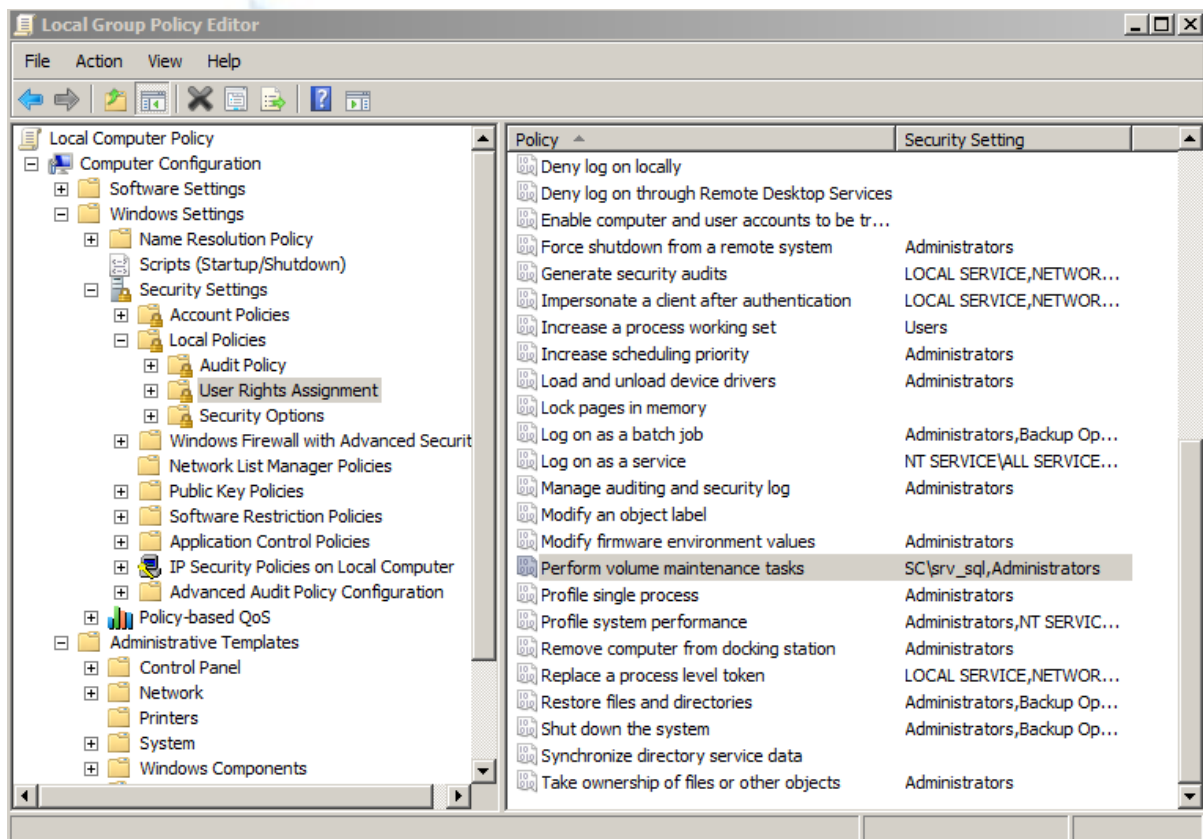 Local Group Policy Editor
File Action View Help
Local Computer Policy
Computer Configuration
Software Settings
Windows Settings
Name Resolution Policy
Scripts (Startup/Shutdown)
Security Settings
Account Policies
Local Policies
Audit Policy
User Rights Assignment
Security Options
Windows Firewall with Advanced Securit
Network List Manager Policies
Public Key Policies
Software Restriction Policies
Application Control Policies
IP Security Policies on Local Computer
Advanced Audit Policy Configuration
Policy-based QoS
Administrative Templates
Control Panel
Network
Printers
System
Windows Components
Policy Security Setting
Deny log on locally
Deny log on through Remote Desktop Services
Enable computer and user accounts to be tr...
Force shutdown from a remote system Administrators
Generate security audits LOCAL SERVICE,NETWOR...
Impersonate a client after authentication LOCAL SERVICE,NETWOR...
Increase a process working set Users
Increase scheduling priority Administrators
Load and unload device drivers Administrators
Lock pages in memory
Log on as a batch job Administrators,Backup Op...
Log on as a service NT SERVICE\ALL SERVICE...
Manage auditing and security log Administrators
Modify an object label
Modify firmware environment values Administrators
Perform volume maintenance tasks SC\srv_sql,Administrators
Profile single process Administrators
Profile system performance Administrators,NT SERVIC...
Remove computer from docking station Administrators
Replace a process level token LOCAL SERVICE,NETWOR...
Restore files and directories Administrators,Backup Op...
Shut down the system Administrators,Backup Op...
Synchronize directory service data
Take ownership of files or other objects Administrators